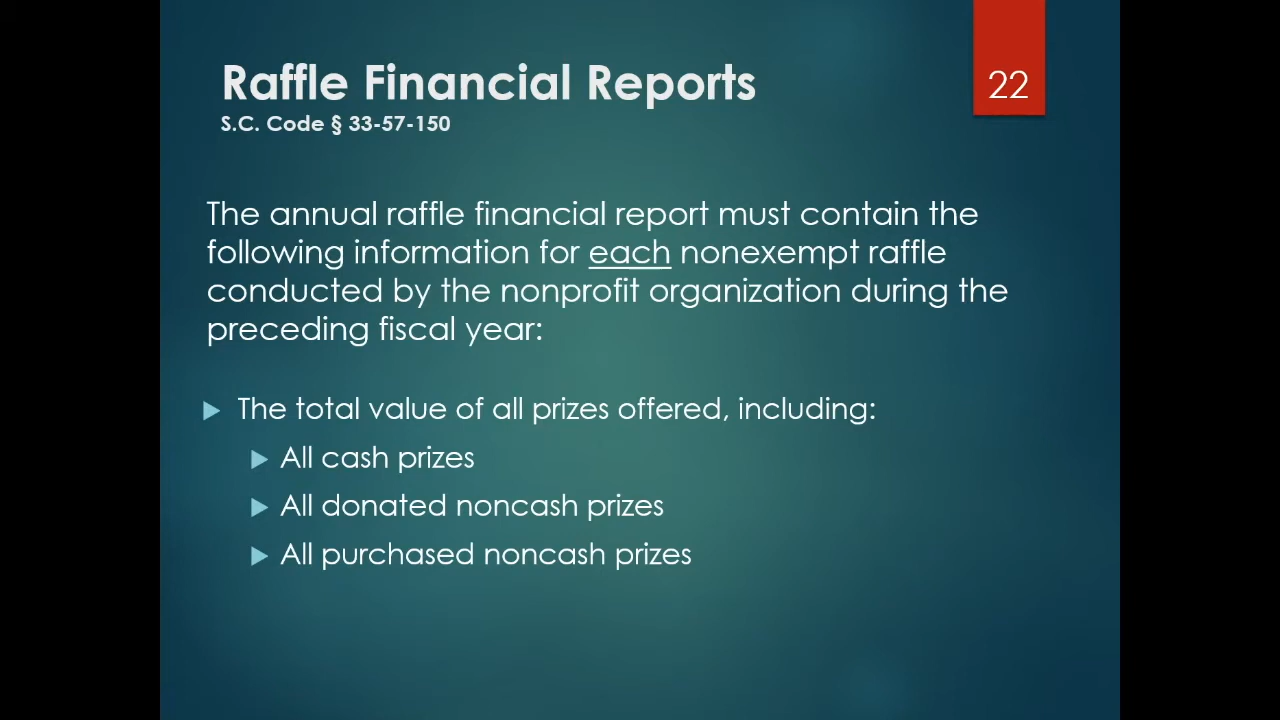 Raffle Financial Reports
22
S.C. Code § 33-57-150
The annual raffle financial report must contain the
following information for each nonexempt raffle
conducted by the nonprofit organization during the
preceding fiscal year:
The total value of all prizes offered, including:
All cash prizes
All donated noncash prizes
All purchased noncash prizes